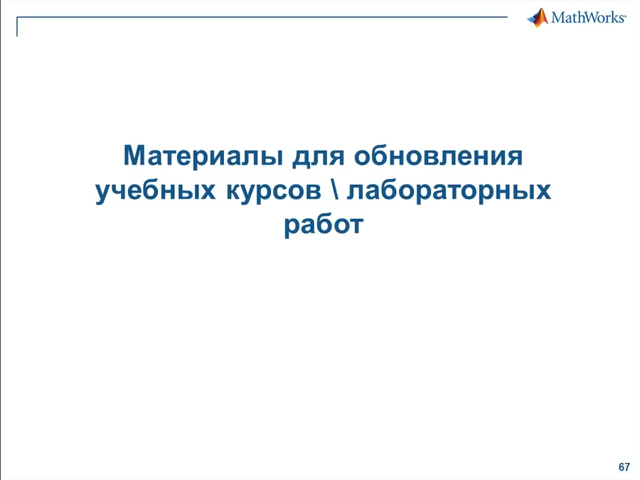 MathWorks®
Материалы для обновления
учебных курсов \ лабораторных
работ
67